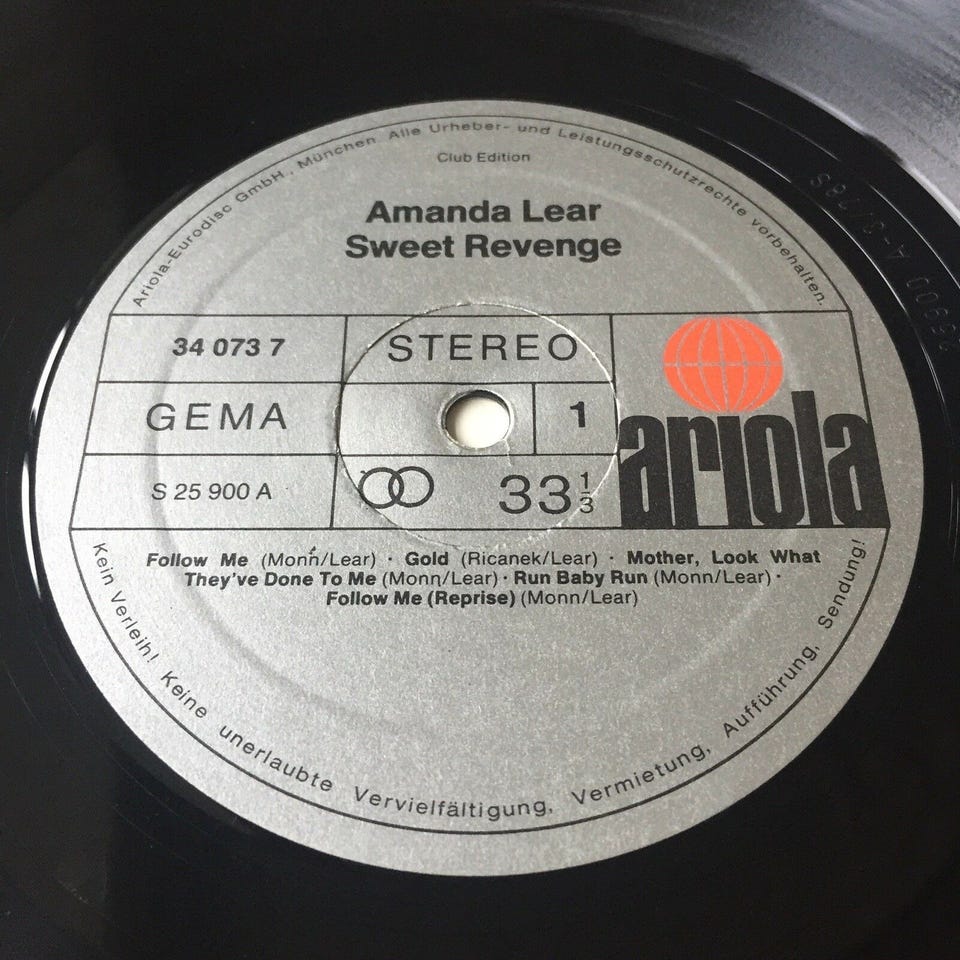 Ariola-Eurodisc GmbH., München. Alle Urheber- und Leistungsschutzrechte vorbehalten.
Club Edition
Amanda Lear
Sweet Revenge
34 073 7
STEREO
GEMA
1
S 25 900 A
33 1/3
ariola
Follow Me (Monn/Lear) · Gold (Ricanek/Lear) · Mother, Look What
They've Done To Me (Monn/Lear) · Run Baby Run (Monn/Lear) ·
Follow Me (Reprise) (Monn/Lear)
Kein Verleih! Keine unerlaubte Vervielfältigung, Vermietung, Aufführung, Sendung!